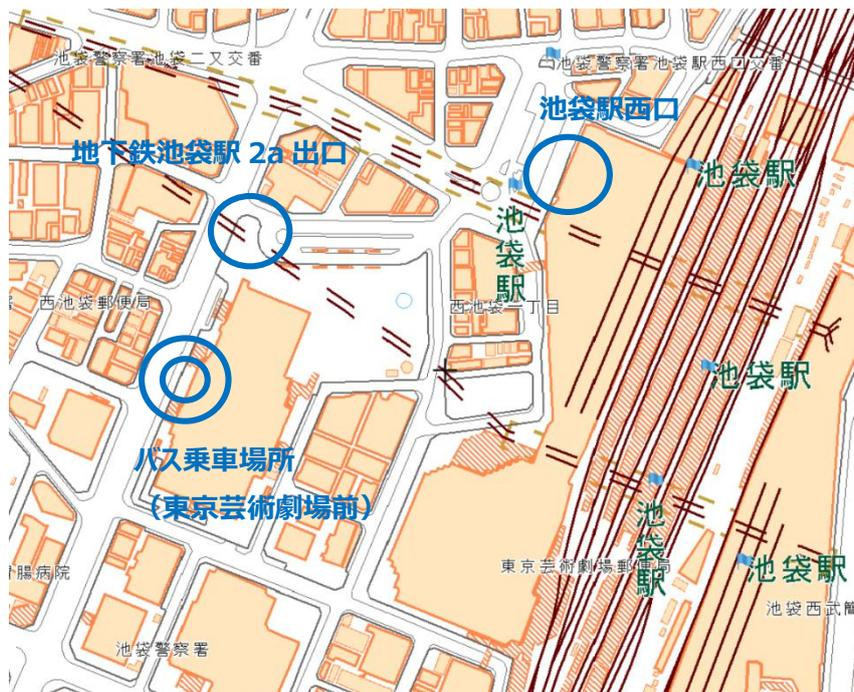 池袋警察署池袋二又交番
池袋警察署池袋駅西口交番
池袋駅西口
地下鉄池袋駅 2a 出口
池袋駅
池袋駅
西池袋郵便局
西池袋一丁目
池袋駅
バス乗車場所
（東京芸術劇場前）
池袋駅
東京芸術劇場郵便局
腸病院
池袋駅
池袋西武簡
池袋警察署